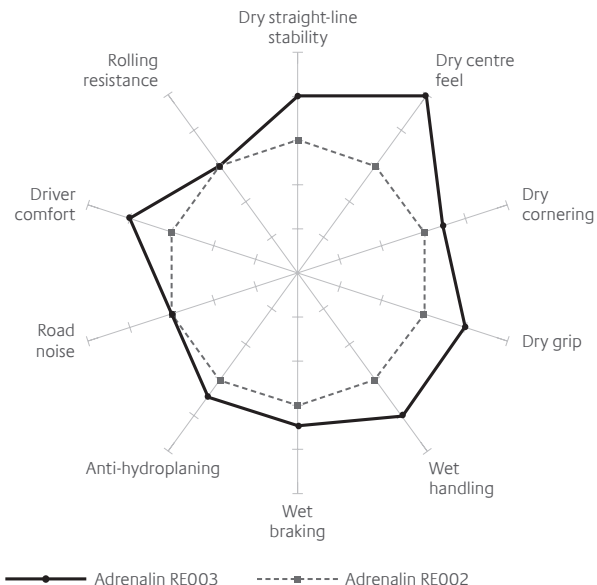 Dry straight-line
stability
Rolling
resistance
Dry centre
feel
Driver
comfort
Dry
cornering
Road
noise
Dry grip
Anti-hydroplaning
Wet
handling
Wet
braking
Adrenalin RE003
Adrenalin RE002